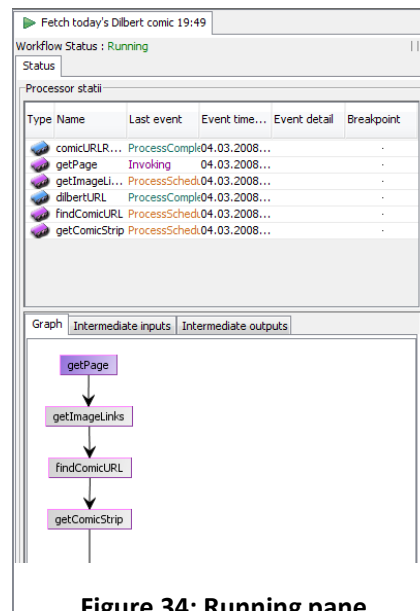 Fetch today's Dilbert comic 19:49
Workflow Status : Running
Status
Processor statii
Type Name Last event Event time... Event detail Breakpoint
comicURLR... ProcessComple 04.03.2008...
getPage Invoking 04.03.2008...
getImageLi... ProcessSchedu 04.03.2008...
dilbertURL ProcessComple 04.03.2008...
findComicURL ProcessSchedu 04.03.2008...
getComicStrip ProcessSchedu 04.03.2008...
Graph Intermediate inputs Intermediate outputs
getPage
getImageLinks
findComicURL
getComicStrip
Figure 34: Running pane